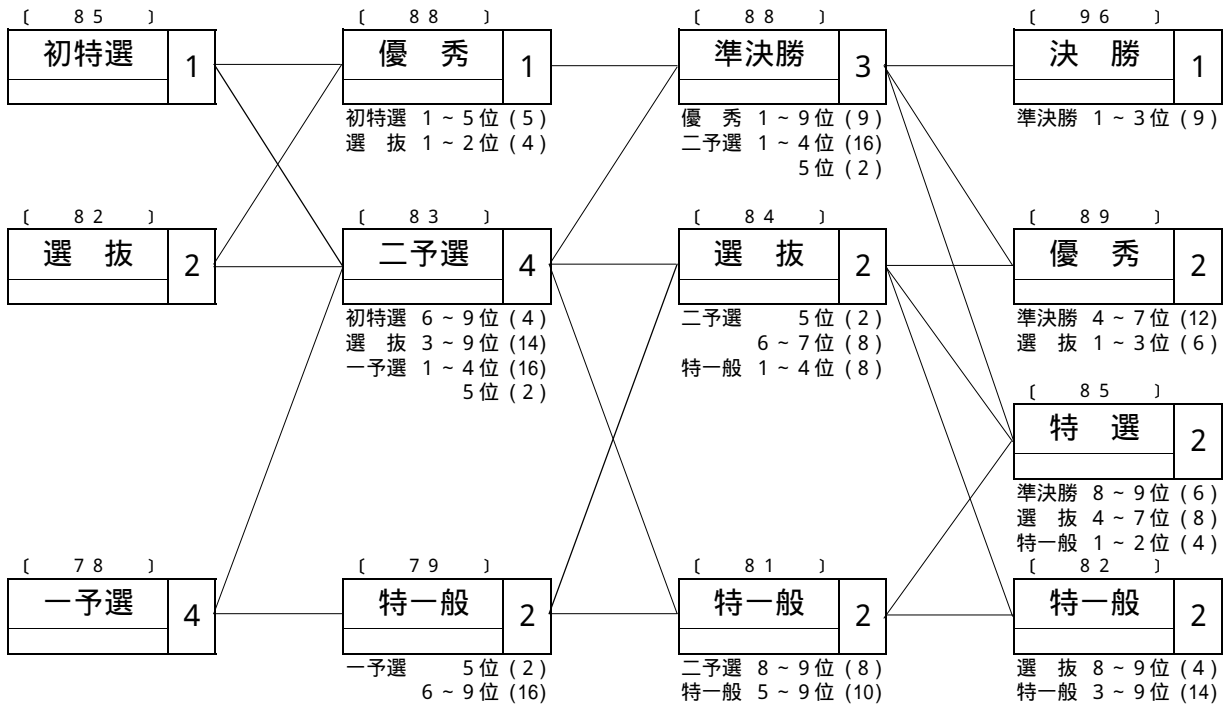 〔 85 〕 〔 88 〕 〔 88 〕 〔 96 〕
初特選 1 優 秀 1 準決勝 3 決 勝 1
初特選 1~5位(5) 優 秀 1~9位(9) 準決勝 1~3位(9)
選 抜 1~2位(4) 二予選 1~4位(16)
5位(2)
〔 82 〕 〔 83 〕 〔 84 〕 〔 89 〕
選 抜 2 二予選 4 選 抜 2 優 秀 2
初特選 6~9位(4) 二予選 5位(2) 準決勝 4~7位(12)
選 抜 3~9位(14) 6~7位(8) 選 抜 1~3位(6)
一予選 1~4位(16) 特一般 1~4位(8)
5位(2)
〔 85 〕
特 選 2
準決勝 8~9位(6)
選 抜 4~7位(8)
特一般 1~2位(4)
〔 78 〕 〔 79 〕 〔 81 〕 〔 82 〕
一予選 4 特一般 2 特一般 2 特一般 2
一予選 5位(2) 二予選 8~9位(8) 選 抜 8~9位(4)
6~9位(16) 特一般 5~9位(10) 特一般 3~9位(14)